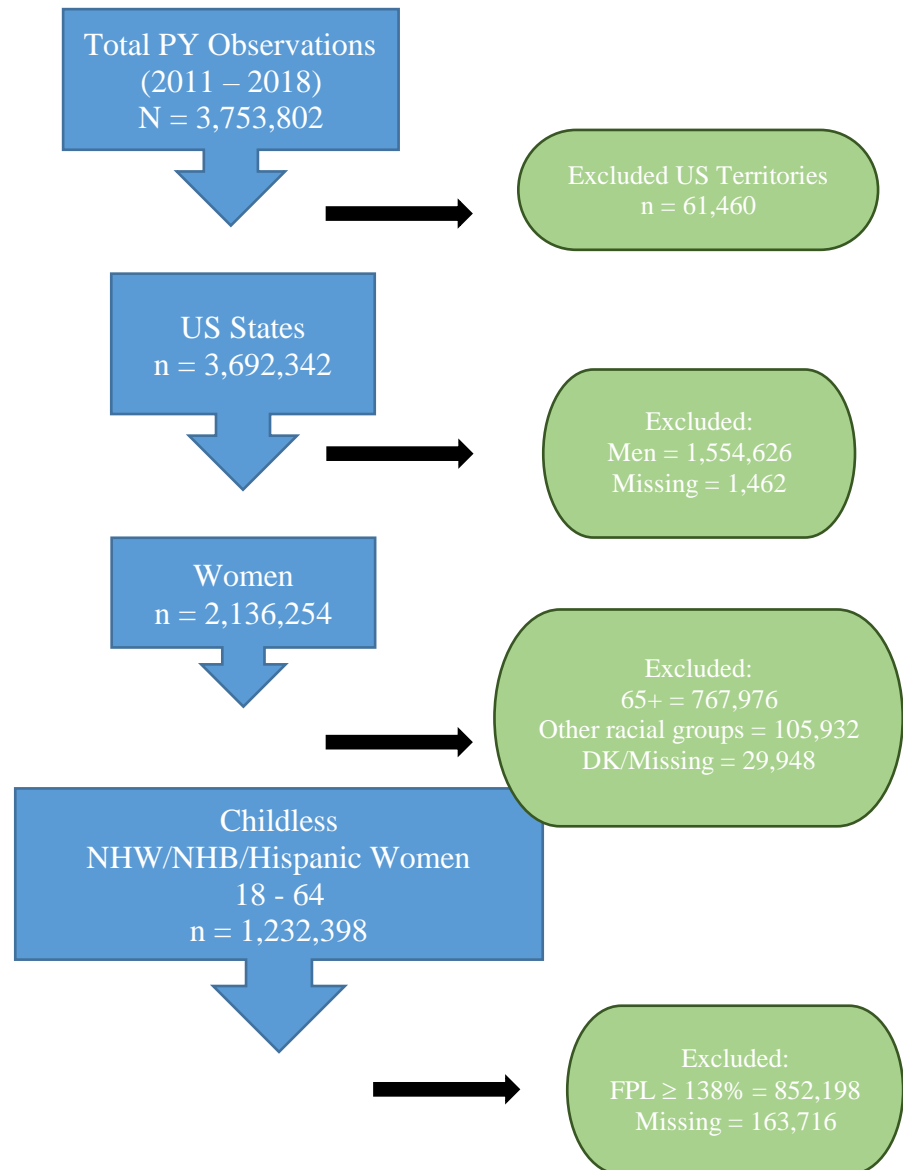 Total PY Observations
(2011 – 2018)
N = 3,753,802
Excluded US Territories
n = 61,460
US States
n = 3,692,342
Excluded:
Men = 1,554,626
Missing = 1,462
Women
n = 2,136,254
Excluded:
65+ = 767,976
Other racial groups = 105,932
DK/Missing = 29,948
Childless
NHW/NHB/Hispanic Women
18 - 64
n = 1,232,398
Excluded:
FPL ≥ 138% = 852,198
Missing = 163,716